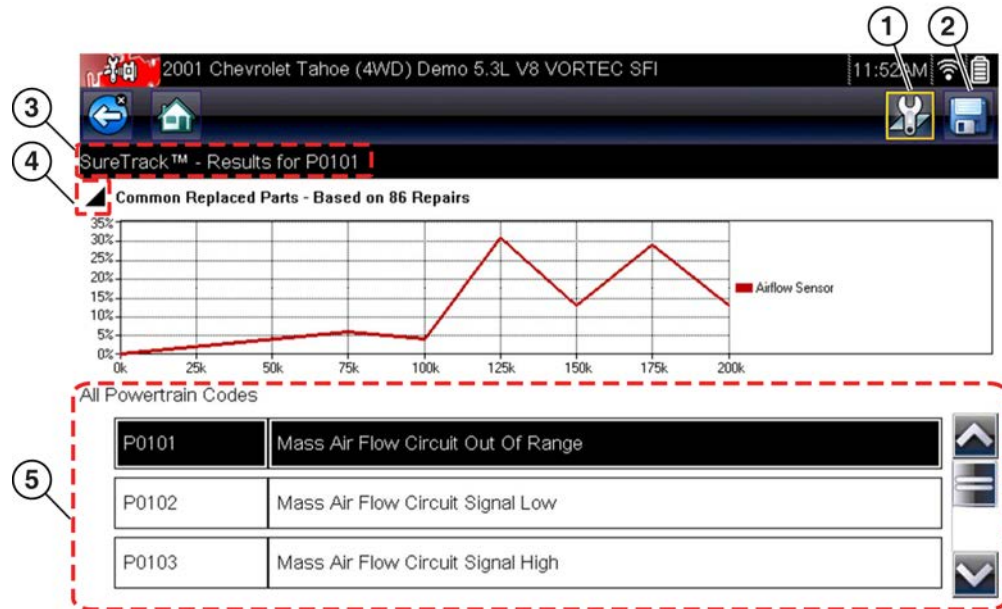 1
2
2001 Chevrolet Tahoe (4WD) Demo 5.3L V8 VORTEC SFI
11:52AM
3
SureTrack™ - Results for P0101
4
Common Replaced Parts - Based on 86 Repairs
35%
30%
25%
20%
15%
10%
5%
0%
Airflow Sensor
0k 25k 50k 75k 100k 125k 150k 175k 200k
All Powertrain Codes
P0101 Mass Air Flow Circuit Out Of Range
5
P0102 Mass Air Flow Circuit Signal Low
P0103 Mass Air Flow Circuit Signal High